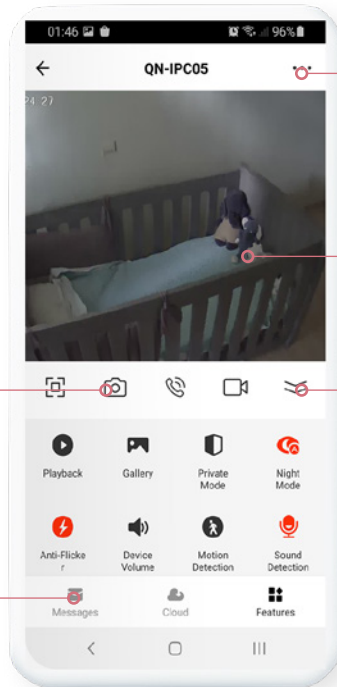 01:46 96%
QN-IPC05
24 27
Playback Gallery Private Night
Mode Mode
Anti-Flicke Device Motion Sound
r Volume Detection Detection
Messages Cloud Features